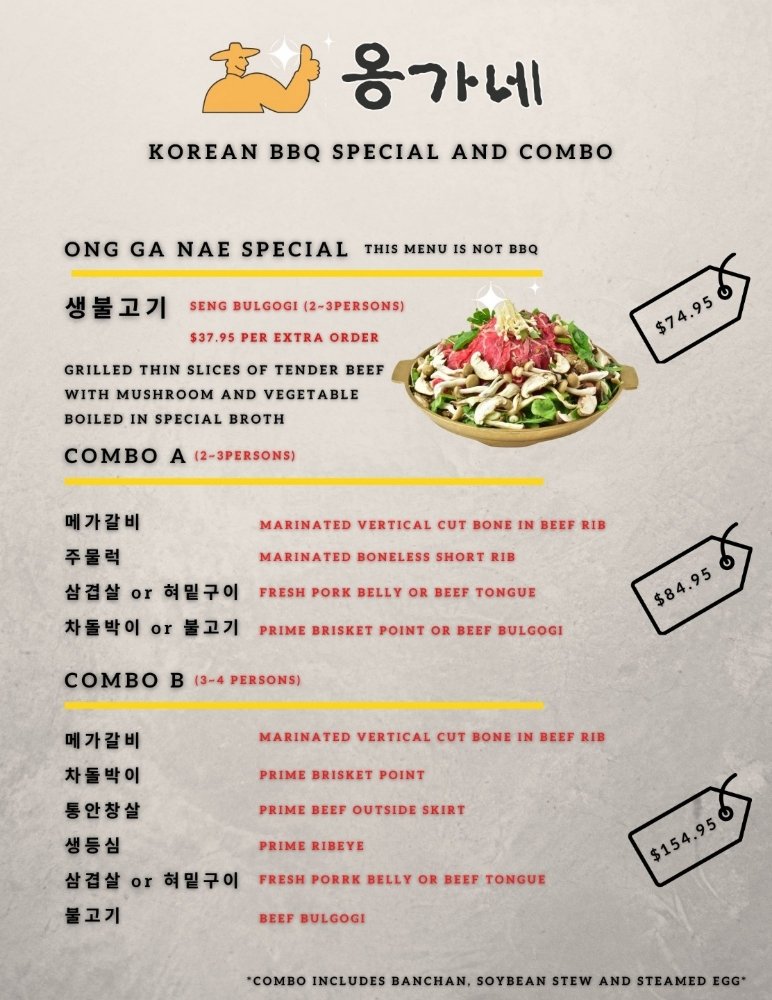 옹가네
KOREAN BBQ SPECIAL AND COMBO
ONG GA NAE SPECIAL THIS MENU IS NOT BBQ
생불고기 SENG BULGOGI (2~3PERSONS)
$37.95 PER EXTRA ORDER
$74.95
GRILLED THIN SLICES OF TENDER BEEF
WITH MUSHROOM AND VEGETABLE
BOILED IN SPECIAL BROTH
COMBO A (2~3PERSONS)
메가갈비 MARINATED VERTICAL CUT BONE IN BEEF RIB
주물럭 MARINATED BONELESS SHORT RIB
삼겹살 or 혀밑구이 FRESH PORK BELLY OR BEEF TONGUE
차돌박이 or 불고기 PRIME BRISKET POINT OR BEEF BULGOGI
$84.95
COMBO B (3~4 PERSONS)
메가갈비 MARINATED VERTICAL CUT BONE IN BEEF RIB
차돌박이 PRIME BRISKET POINT
통안창살 PRIME BEEF OUTSIDE SKIRT
생등심 PRIME RIBEYE
삼겹살 or 혀밑구이 FRESH PORRK BELLY OR BEEF TONGUE
불고기 BEEF BULGOGI
$154.95
*COMBO INCLUDES BANCHAN, SOYBEAN STEW AND STEAMED EGG*